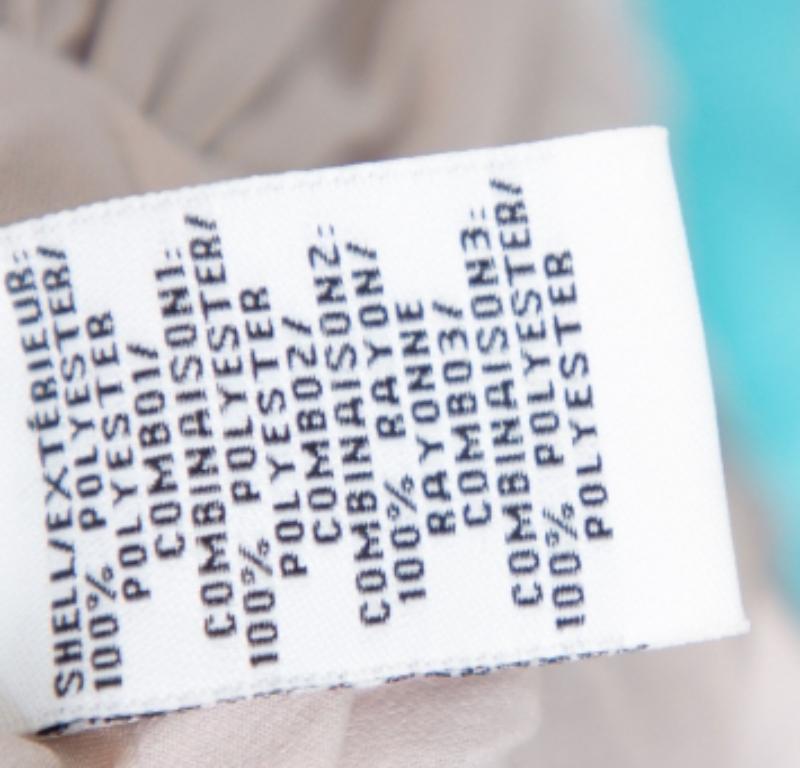 SHELL/EXTÉRIEUR:
100% POLYESTER/
POLYESTER
COMBO1/
COMBINAISON1:
100% POLYESTER/
POLYESTER
COMBO2/
COMBINAISON2:
100% RAYON/
RAYONNE
COMBO3/
COMBINAISON3:
100% POLYESTER/
POLYESTER